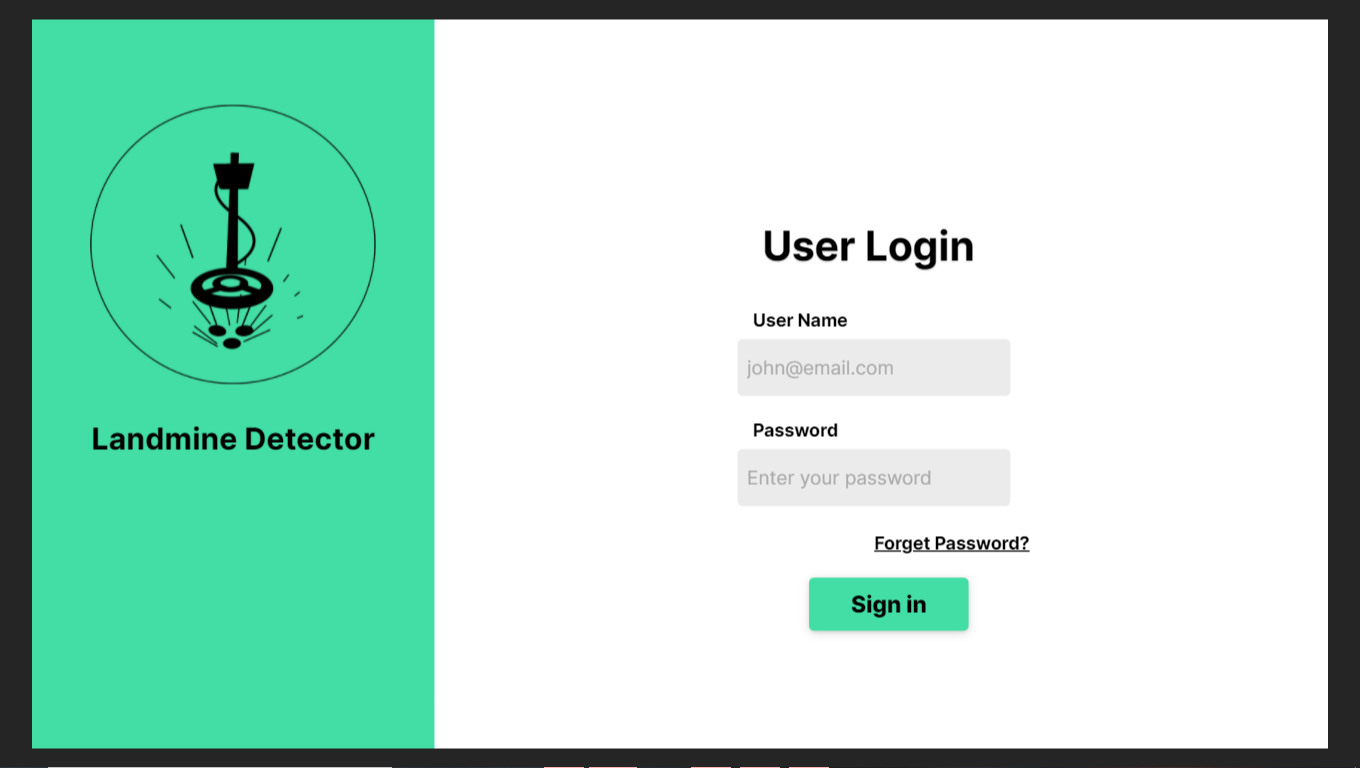 Landmine Detector
User Login
User Name
john@email.com
Password
Enter your password
Forget Password?
Sign in